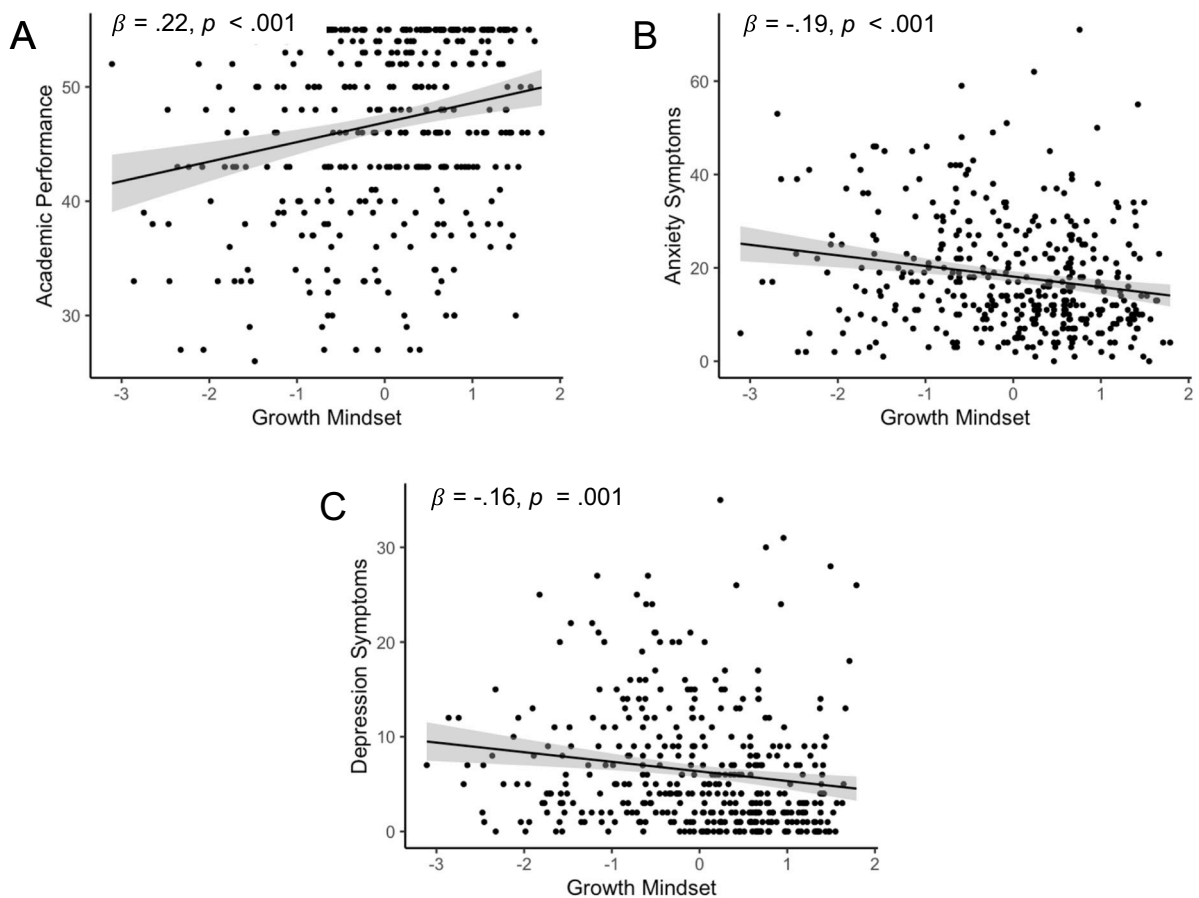 A
β = .22, p < .001
Academic Performance
50
40
30
-3 -2 -1 0 1 2
Growth Mindset
B
β = -.19, p < .001
Anxiety Symptoms
60
40
20
0
-3 -2 -1 0 1 2
Growth Mindset
C
β = -.16, p = .001
Depression Symptoms
30
20
10
0
-3 -2 -1 0 1 2
Growth Mindset